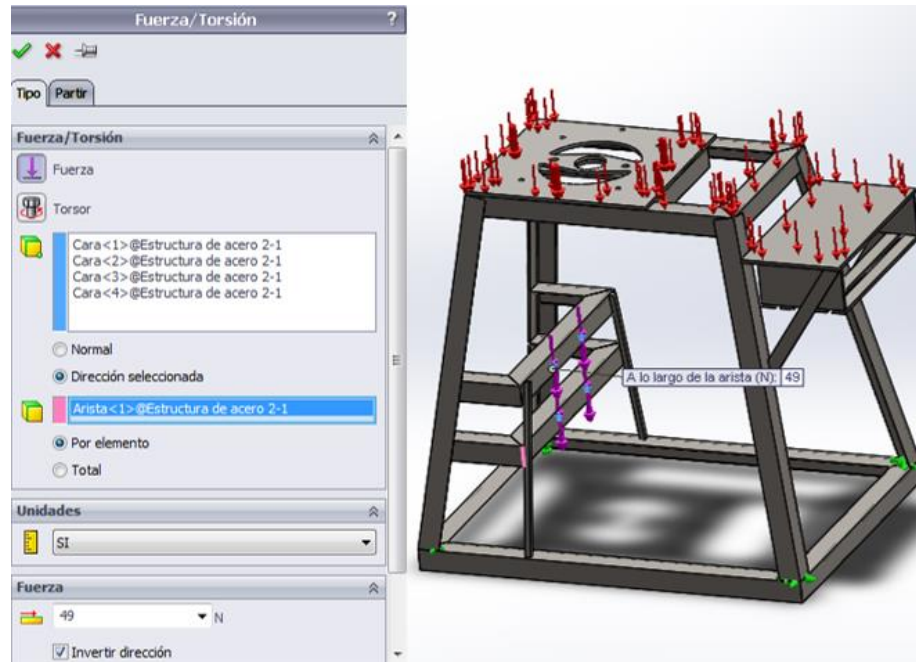 Fuerza/Torsión
?
Tipo
Partir
Fuerza/Torsión
Fuerza
Torsor
Cara<1>@Estructura de acero 2-1
Cara<2>@Estructura de acero 2-1
Cara<3>@Estructura de acero 2-1
Cara<4>@Estructura de acero 2-1
Normal
Dirección seleccionada
Arista<1>@Estructura de acero 2-1
Por elemento
Total
Unidades
SI
Fuerza
49 N
Invertir dirección
A lo largo de la arista (N): 49